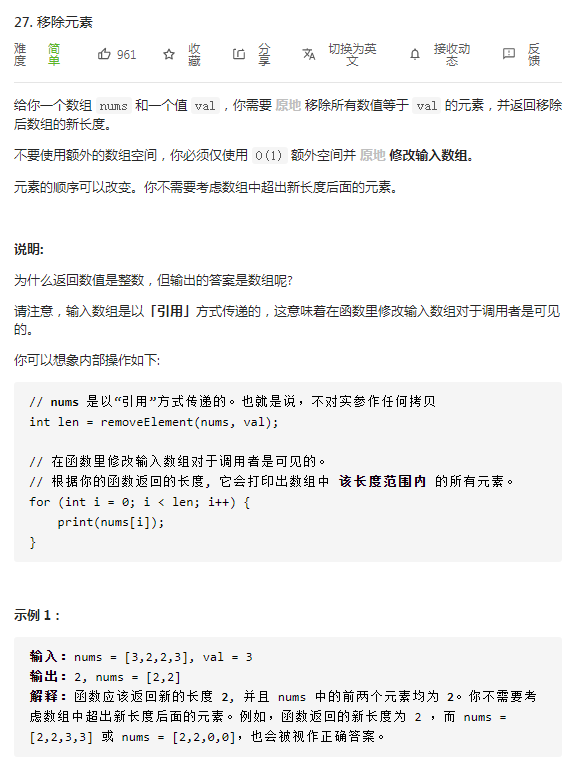 27. 移除元素
难度 简单 961 收藏 分享 切换为英文 接收动态 反馈
给你一个数组 nums 和一个值 val，你需要 原地 移除所有数值等于 val 的元素，并返回移除
后数组的新长度。
不要使用额外的数组空间，你必须仅使用 O(1) 额外空间并 原地 修改输入数组。
元素的顺序可以改变。你不需要考虑数组中超出新长度后面的元素。
说明:
为什么返回数值是整数，但输出的答案是数组呢?
请注意，输入数组是以「引用」方式传递的，这意味着在函数里修改输入数组对于调用者是可见
的。
你可以想象内部操作如下:
// nums 是以“引用”方式传递的。也就是说，不对实参作任何拷贝
int len = removeElement(nums, val);
// 在函数里修改输入数组对于调用者是可见的。
// 根据你的函数返回的长度, 它会打印出数组中 该长度范围内 的所有元素。
for (int i = 0; i < len; i++) {
    print(nums[i]);
}
示例 1：
输入：nums = [3,2,2,3], val = 3
输出：2, nums = [2,2]
解释：函数应该返回新的长度 2, 并且 nums 中的前两个元素均为 2。你不需要考
虑数组中超出新长度后面的元素。例如，函数返回的新长度为 2 ，而 nums =
[2,2,3,3] 或 nums = [2,2,0,0]，也会被视作正确答案。